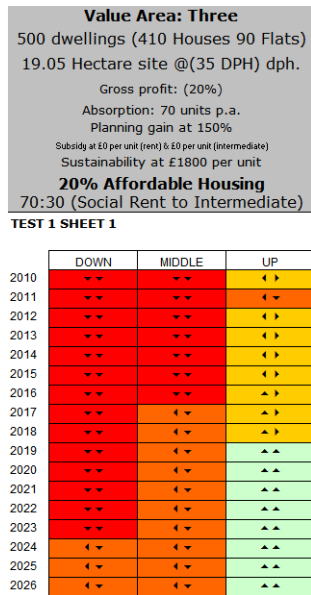 Value Area: Three
500 dwellings (410 Houses 90 Flats)
19.05 Hectare site @(35 DPH) dph.
Gross profit: (20%)
Absorption: 70 units p.a.
Planning gain at 150%
Subsidy at £0 per unit (rent) & £0 per unit (intermediate)
Sustainability at £1800 per unit
20% Affordable Housing
70:30 (Social Rent to Intermediate)
TEST 1 SHEET 1
DOWN MIDDLE UP
2010
2011
2012
2013
2014
2015
2016
2017
2018
2019
2020
2021
2022
2023
2024
2025
2026